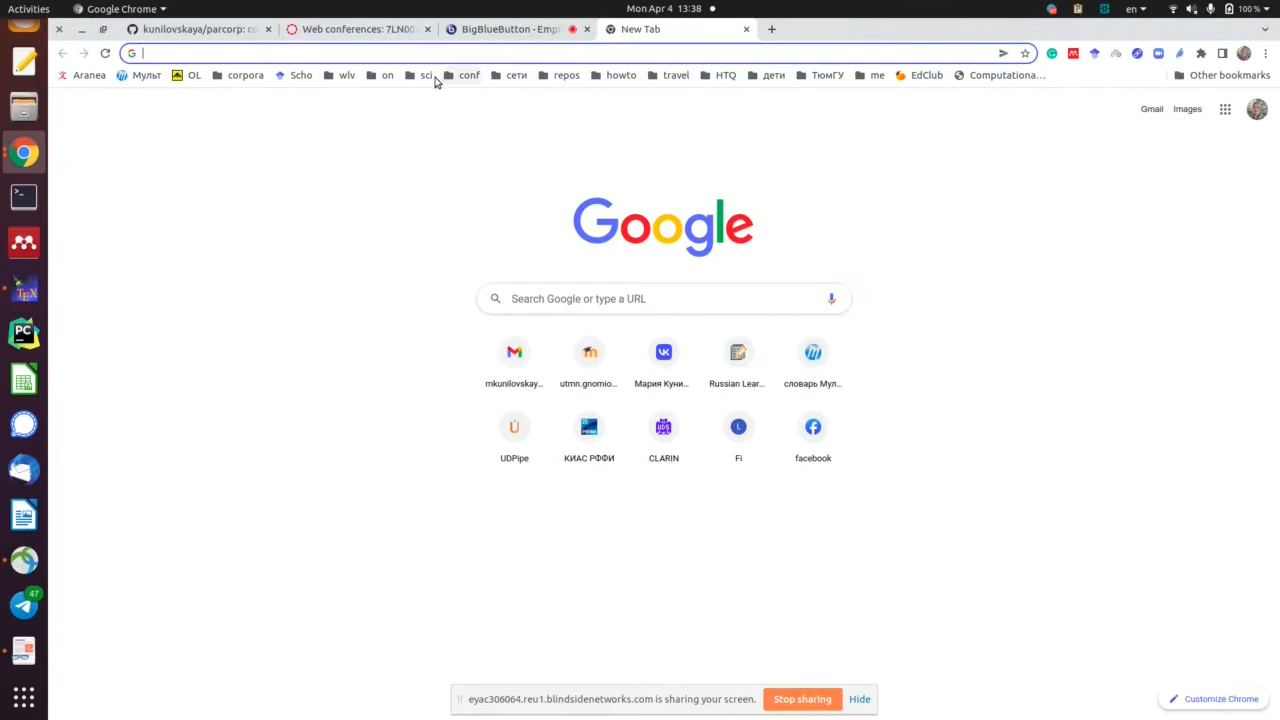 Activities Google Chrome Mon Apr 4 13:38 en 100 %
kunilovskaya/parcorp: co Web conferences: 7LN00 BigBlueButton - Empi New Tab
G
Aranea Мульт OL corpora Scho wlv on sci conf сети repos howto travel HTQ дети ТюмГУ me EdClub Computationa... Other bookmarks
Gmail Images
Google
Search Google or type a URL
mkunilovskay... utmn.gnomio... Мария Куни... Russian Lear... словарь Мул...
UDPipe КИАС РФФИ CLARIN Fi facebook
47
eyac306064.reu1.blindsidenetworks.com is sharing your screen. Stop sharing Hide
Customize Chrome